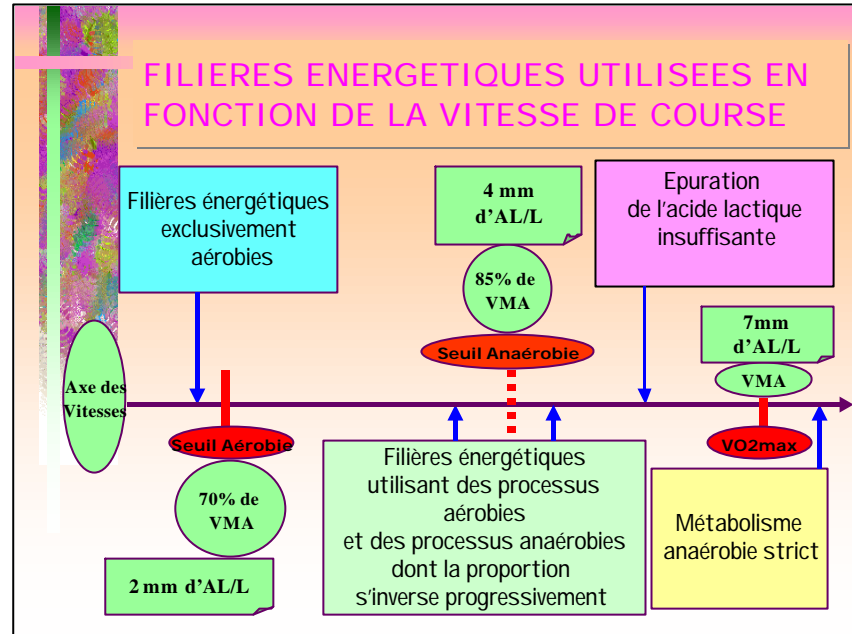 FILIERES ENERGETIQUES UTILISEES EN
FONCTION DE LA VITESSE DE COURSE
Filières énergétiques
exclusivement
aérobies
4 mm
d'AL/L
85% de
VMA
Seuil Anaérobie
Epuration
de l'acide lactique
insuffisante
7mm
d'AL/L
VMA
VO2max
Axe des
Vitesses
Seuil Aérobie
70% de
VMA
2 mm d'AL/L
Filières énergétiques
utilisant des processus
aérobies
et des processus anaérobies
dont la proportion
s'inverse progressivement
Métabolisme
anaérobie strict